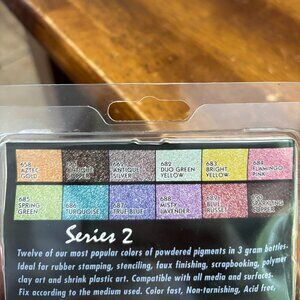 658 AZTEC GOLD
662 ANTIQUE SILVER
682 DUO GREEN YELLOW
683 BRIGHT YELLOW
684 FLAMINGO PINK
685 SPRING GREEN
686 TURQUOISE
687 TRUE BLUE
688 MISTY LAVENDER
COPPER
Series 2
Twelve of our most popular colors of powdered pigments in 3 gram bottles.
Ideal for rubber stamping, stenciling, faux finishing, scrapbooking, polymer
clay art and shrink plastic art. Compatible with all media and surfaces.
Fix according to the medium used. Color fast, Non-tarnishing, Acid free,